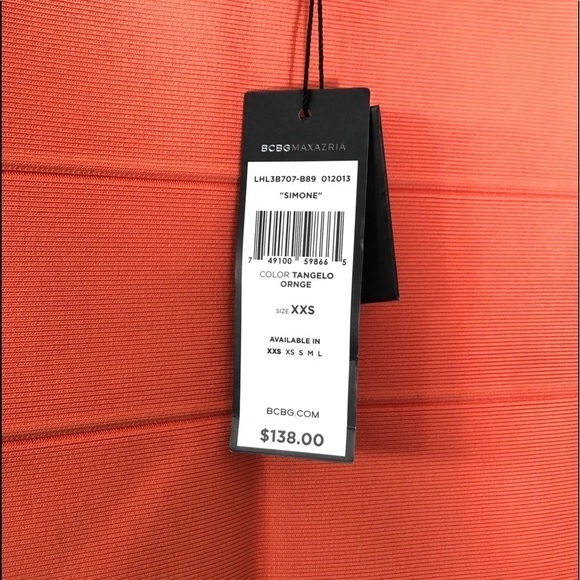 BCBGMAXAZRIA
LHL3B707-B89 012013
"SIMONE"
7 49100 59866 5
COLOR TANGELO
ORNGE
SIZE XXS
AVAILABLE IN
XXS XS S M L
BCBG.COM
$138.00